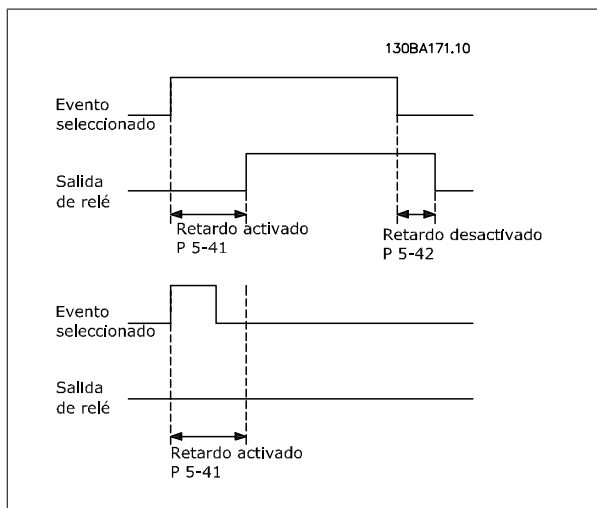 130BA171.10
Evento
seleccionado
Salida
de relé
Retardo activado
P 5-41
Retardo desactivado
P 5-42
Evento
seleccionado
Salida
de relé
Retardo activado
P 5-41